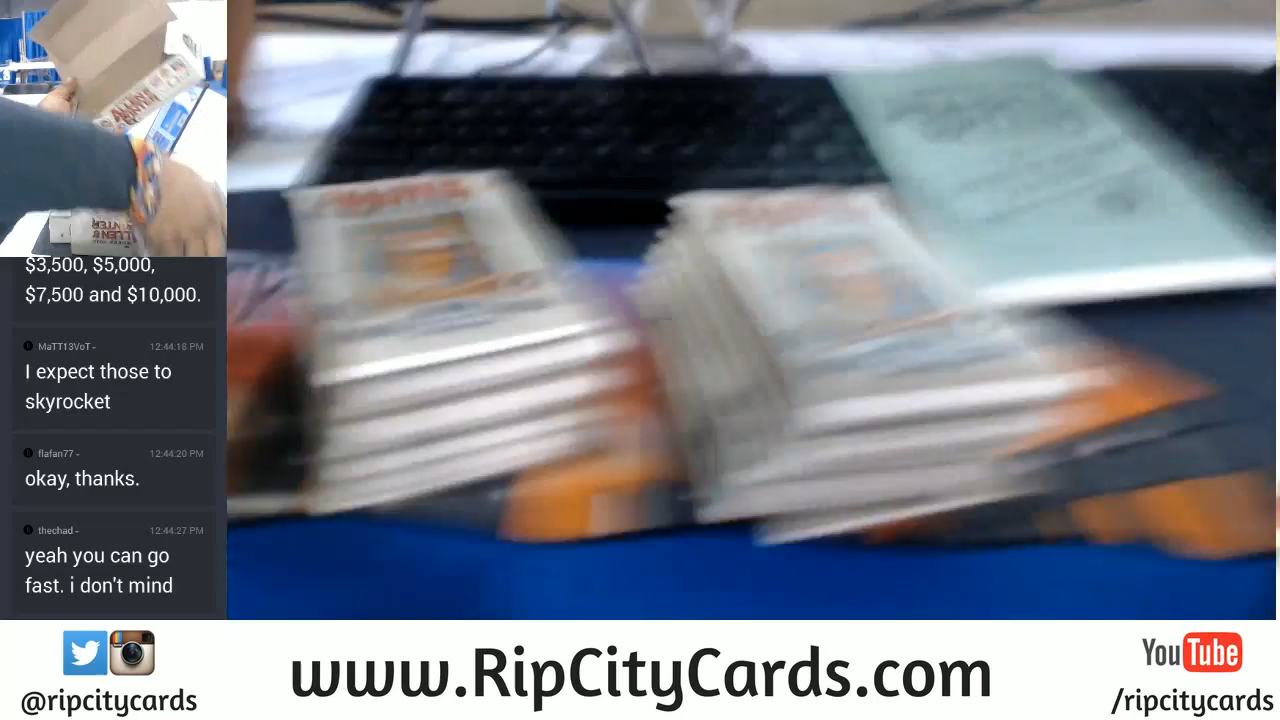 $3,500, $5,000,
$7,500 and $10,000.
MaTT13VoT -
12:44:18 PM
I expect those to
skyrocket
flafan77 -
12:44:20 PM
okay, thanks.
thechad -
12:44:27 PM
yeah you can go
fast. i don't mind
@ripcitycards
www.RipCityCards.com
YouTube
/ripcitycards